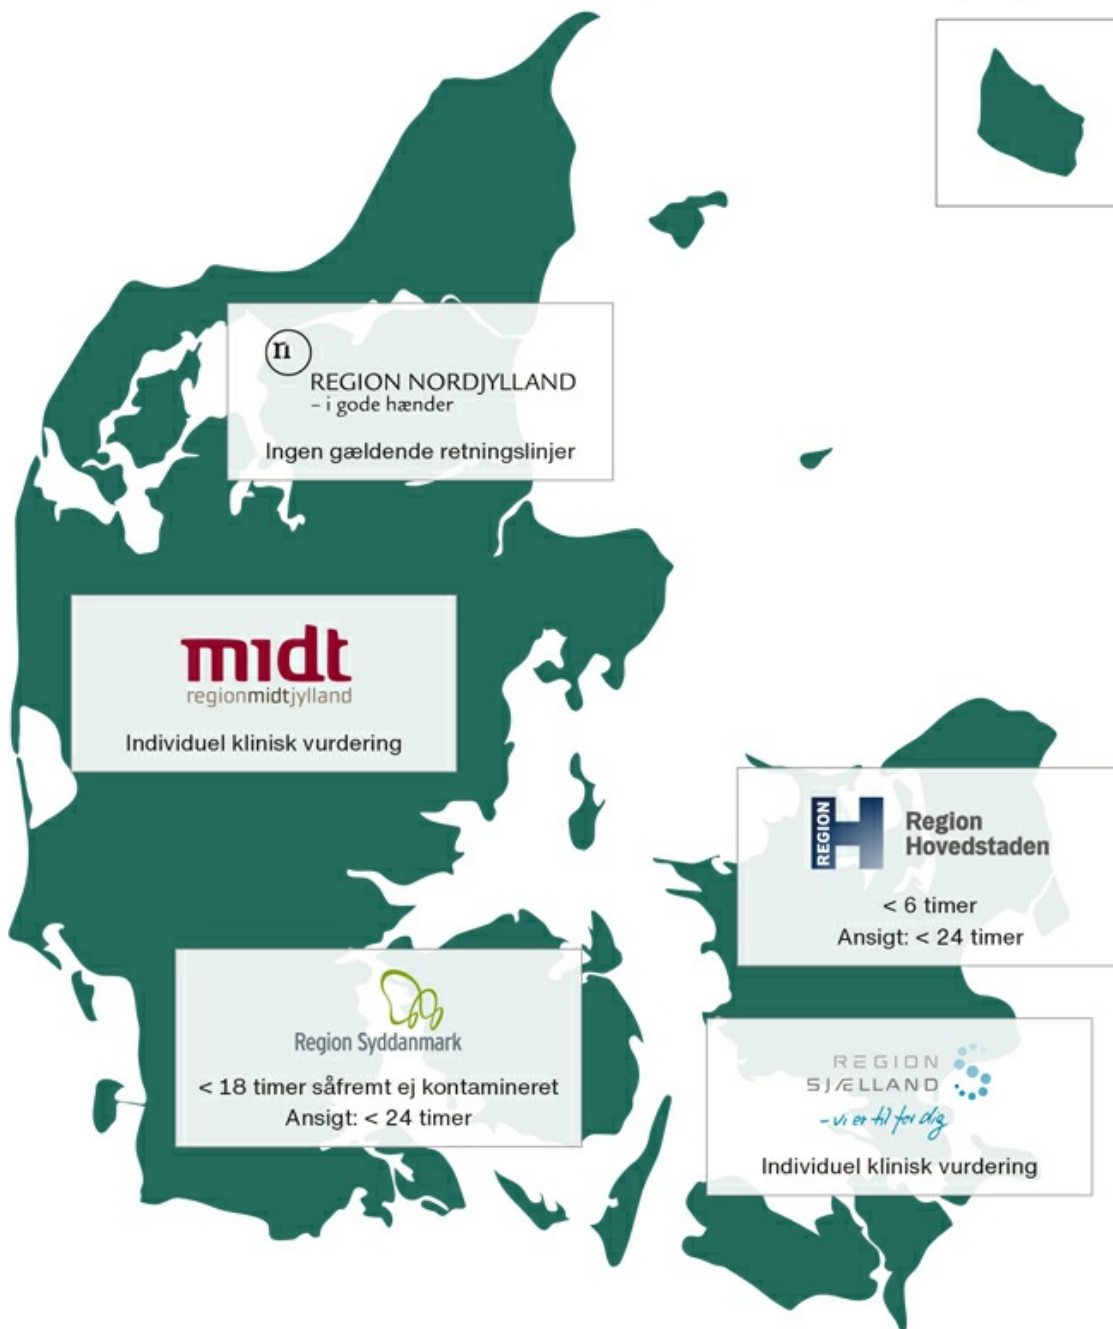 n
REGION NORDJYLLAND
– i gode hænder
Ingen gældende retningslinjer
midt
regionmidtjylland
Individuel klinisk vurdering
REGION H
Region
Hovedstaden
< 6 timer
Ansigt: < 24 timer
Region Syddanmark
< 18 timer såfremt ej kontamineret
Ansigt: < 24 timer
REGION
SJÆLLAND
– vi er til for dig
Individuel klinisk vurdering